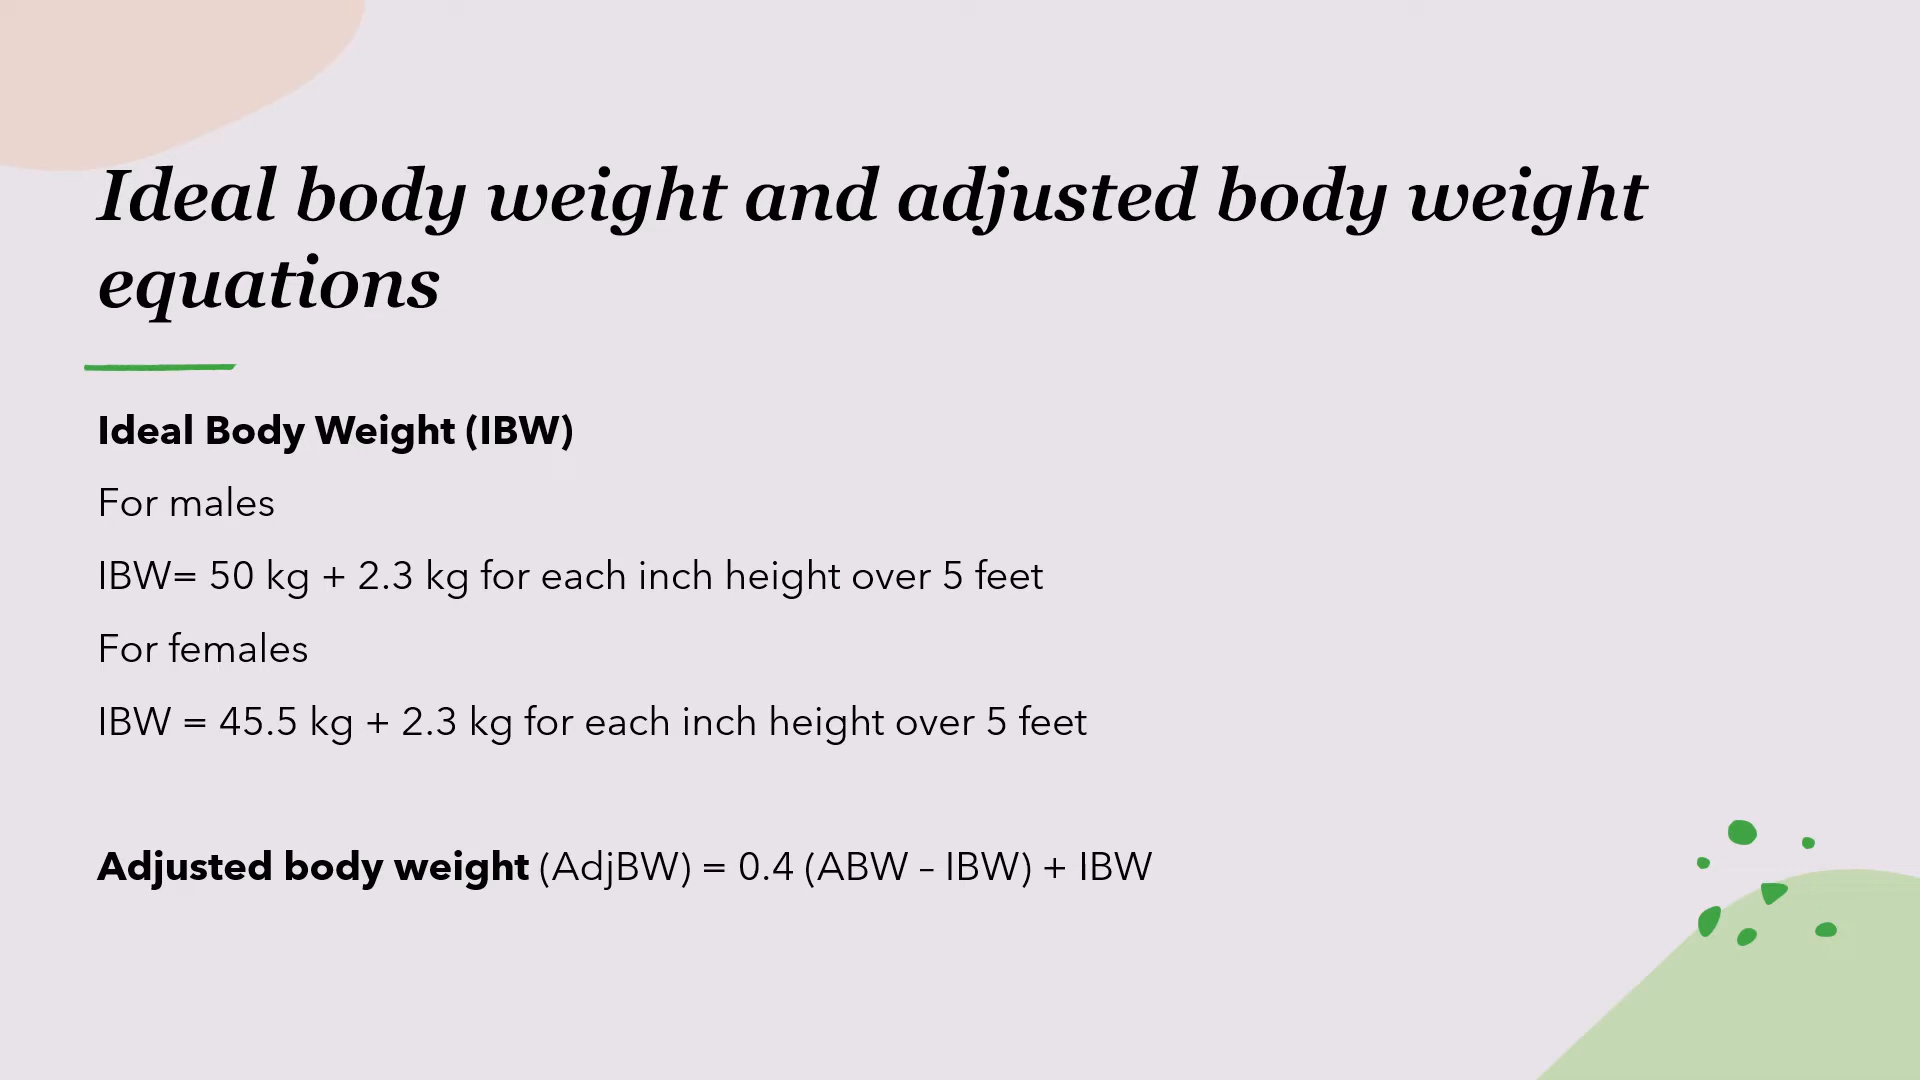 Ideal body weight and adjusted body weight
equations
Ideal Body Weight (IBW)
For males
IBW= 50 kg + 2.3 kg for each inch height over 5 feet
For females
IBW = 45.5 kg + 2.3 kg for each inch height over 5 feet
Adjusted body weight (AdjBW) = 0.4 (ABW – IBW) + IBW